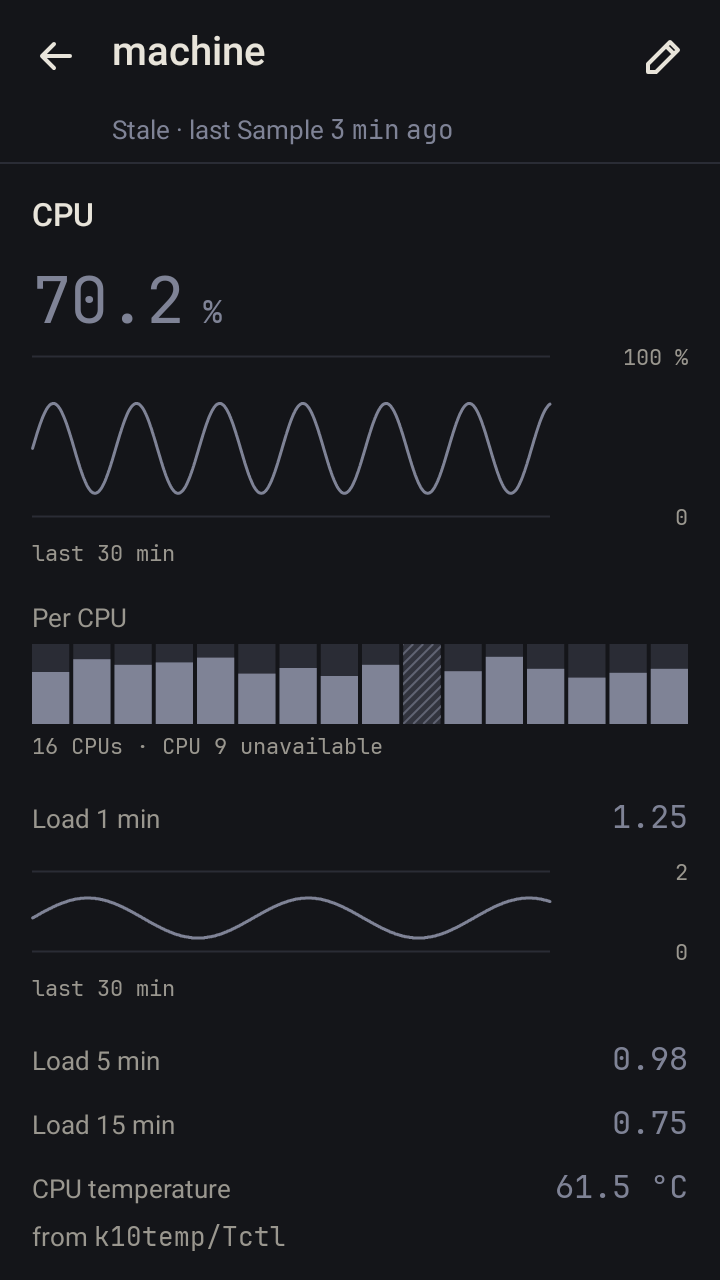 machine
Stale · last Sample 3 min ago
CPU
70.2 %
100 %
0
last 30 min
Per CPU
16 CPUs · CPU 9 unavailable
Load 1 min 1.25
2
0
last 30 min
Load 5 min 0.98
Load 15 min 0.75
CPU temperature 61.5 °C
from k10temp/Tctl